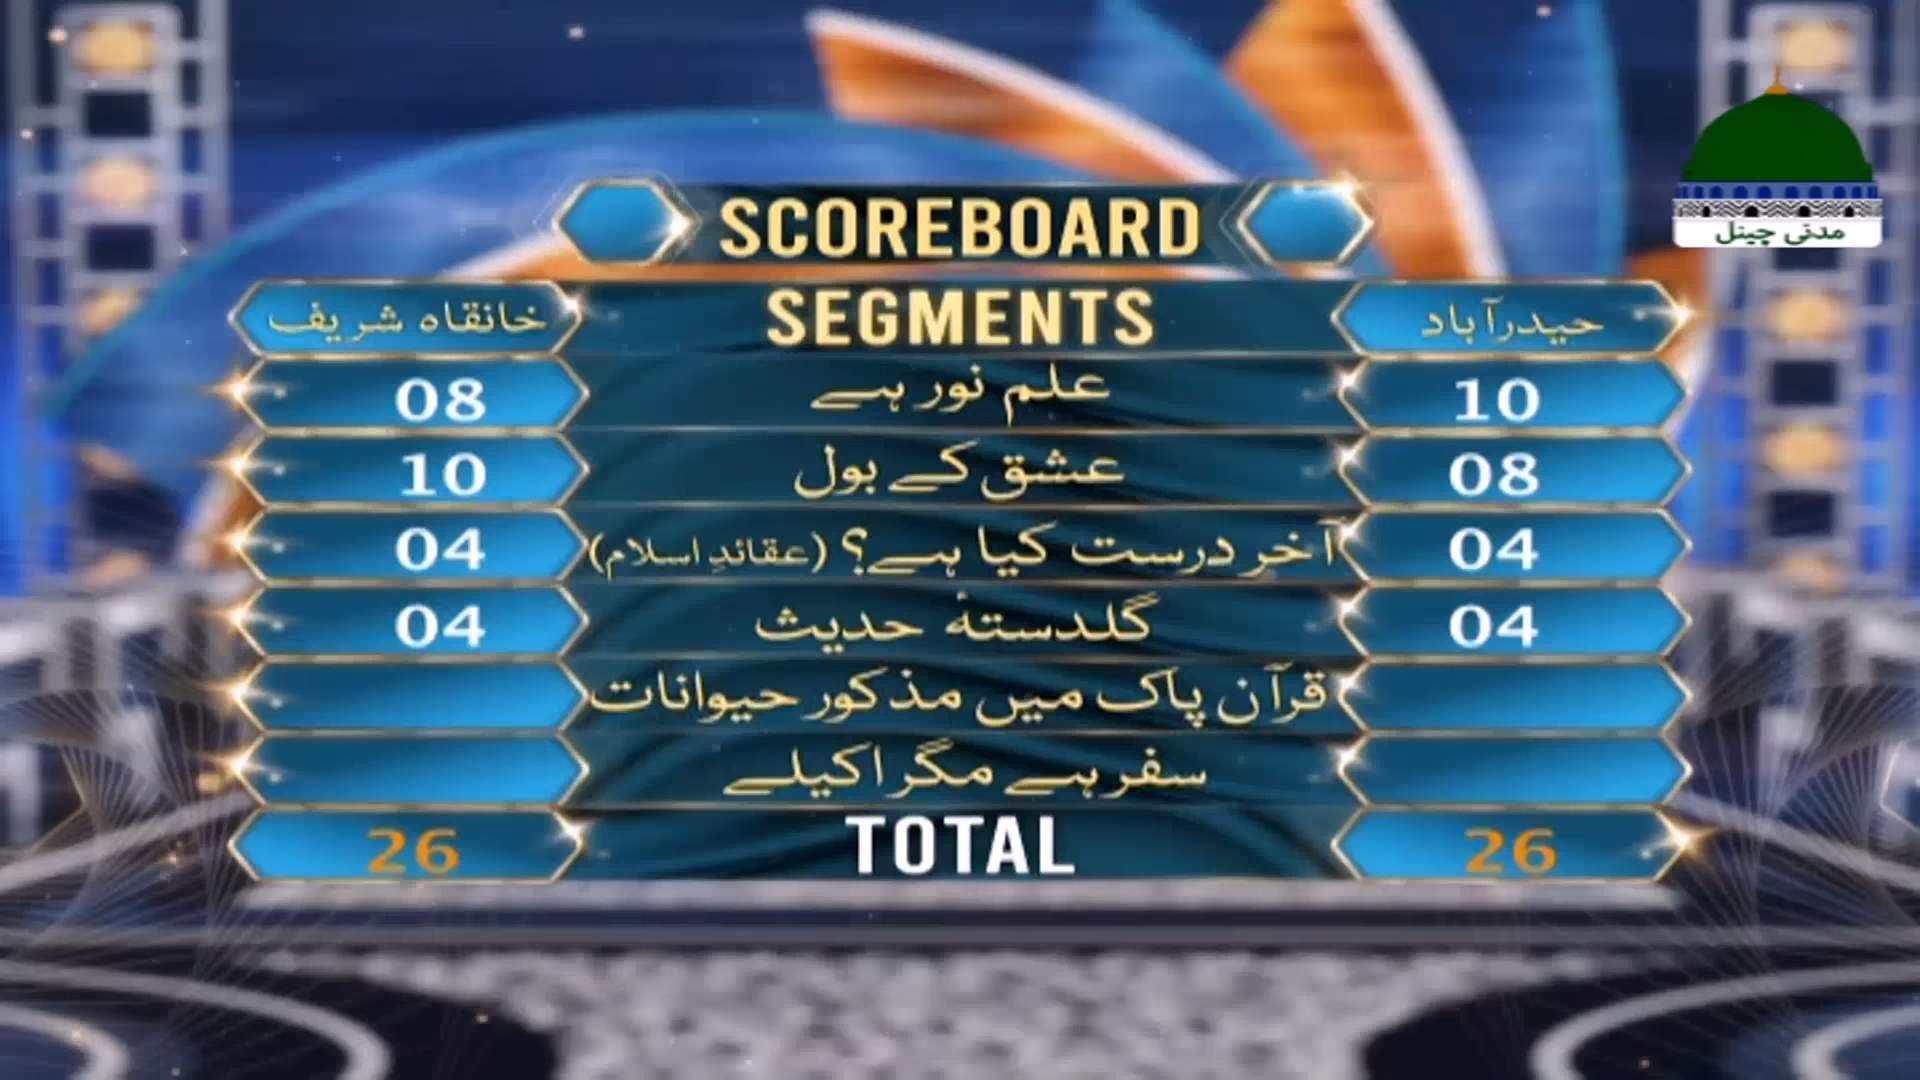 مدنی چینل
SCOREBOARD
خانقاہ شریف SEGMENTS حیدرآباد
08 علم نور ہے 10
10 عشق کے بول 08
04 آخر درست کیا ہے؟ (عقائدِ اسلام) 04
04 گلدستۂ حدیث 04
قرآن پاک میں مذکور حیوانات
سفر ہے مگر اکیلے
26 TOTAL 26